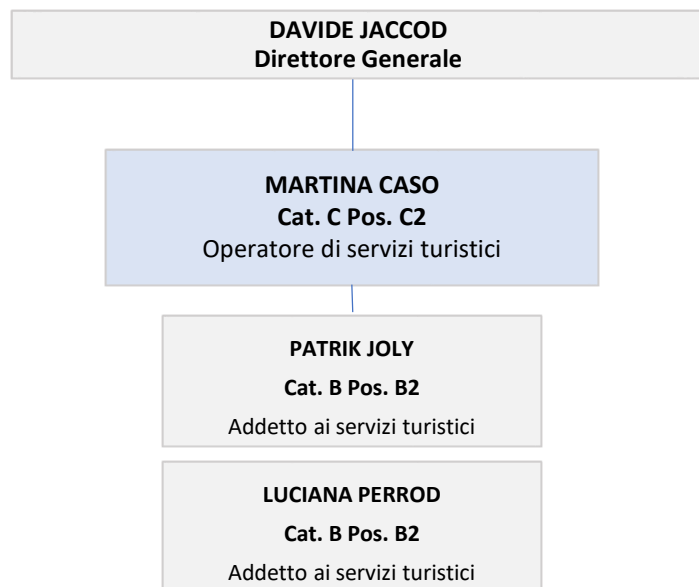 DAVIDE JACCOD
Direttore Generale
MARTINA CASO
Cat. C Pos. C2
Operatore di servizi turistici
PATRIK JOLY
Cat. B Pos. B2
Addetto ai servizi turistici
LUCIANA PERROD
Cat. B Pos. B2
Addetto ai servizi turistici